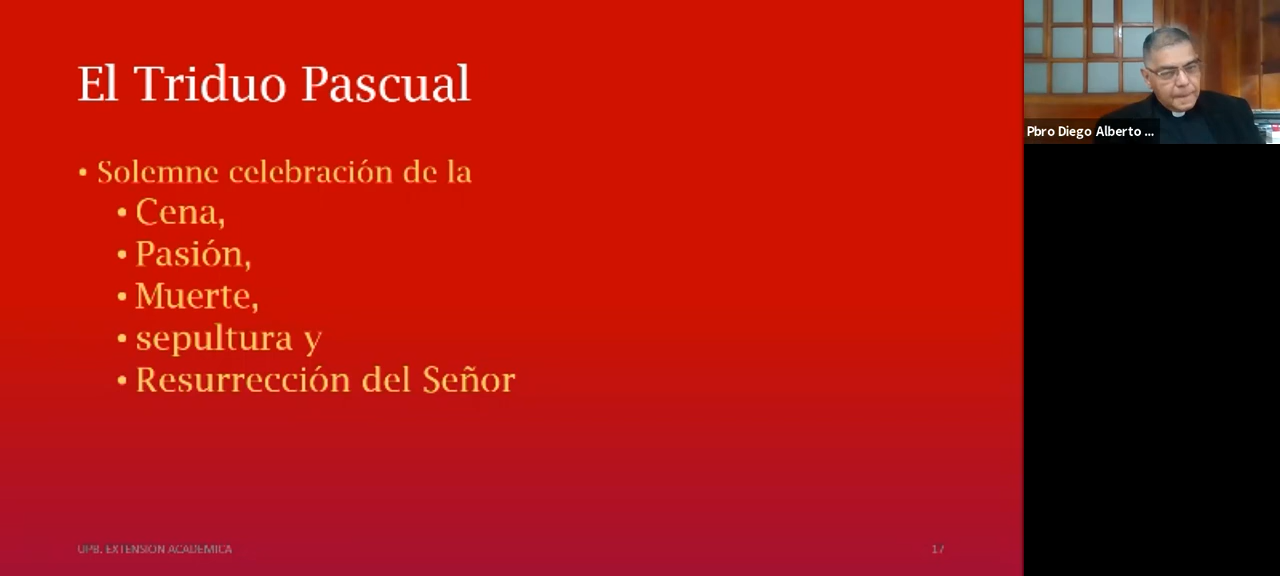 El Triduo Pascual
• Solemne celebración de la
• Cena,
• Pasión,
• Muerte,
• sepultura y
• Resurrección del Señor
UPB. EXTENSION ACADEMICA
17
Pbro Diego Alberto ...